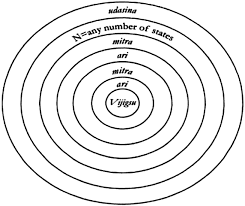 udasina
N=any number of states
mitra
ari
mitra
ari
Vijigsu